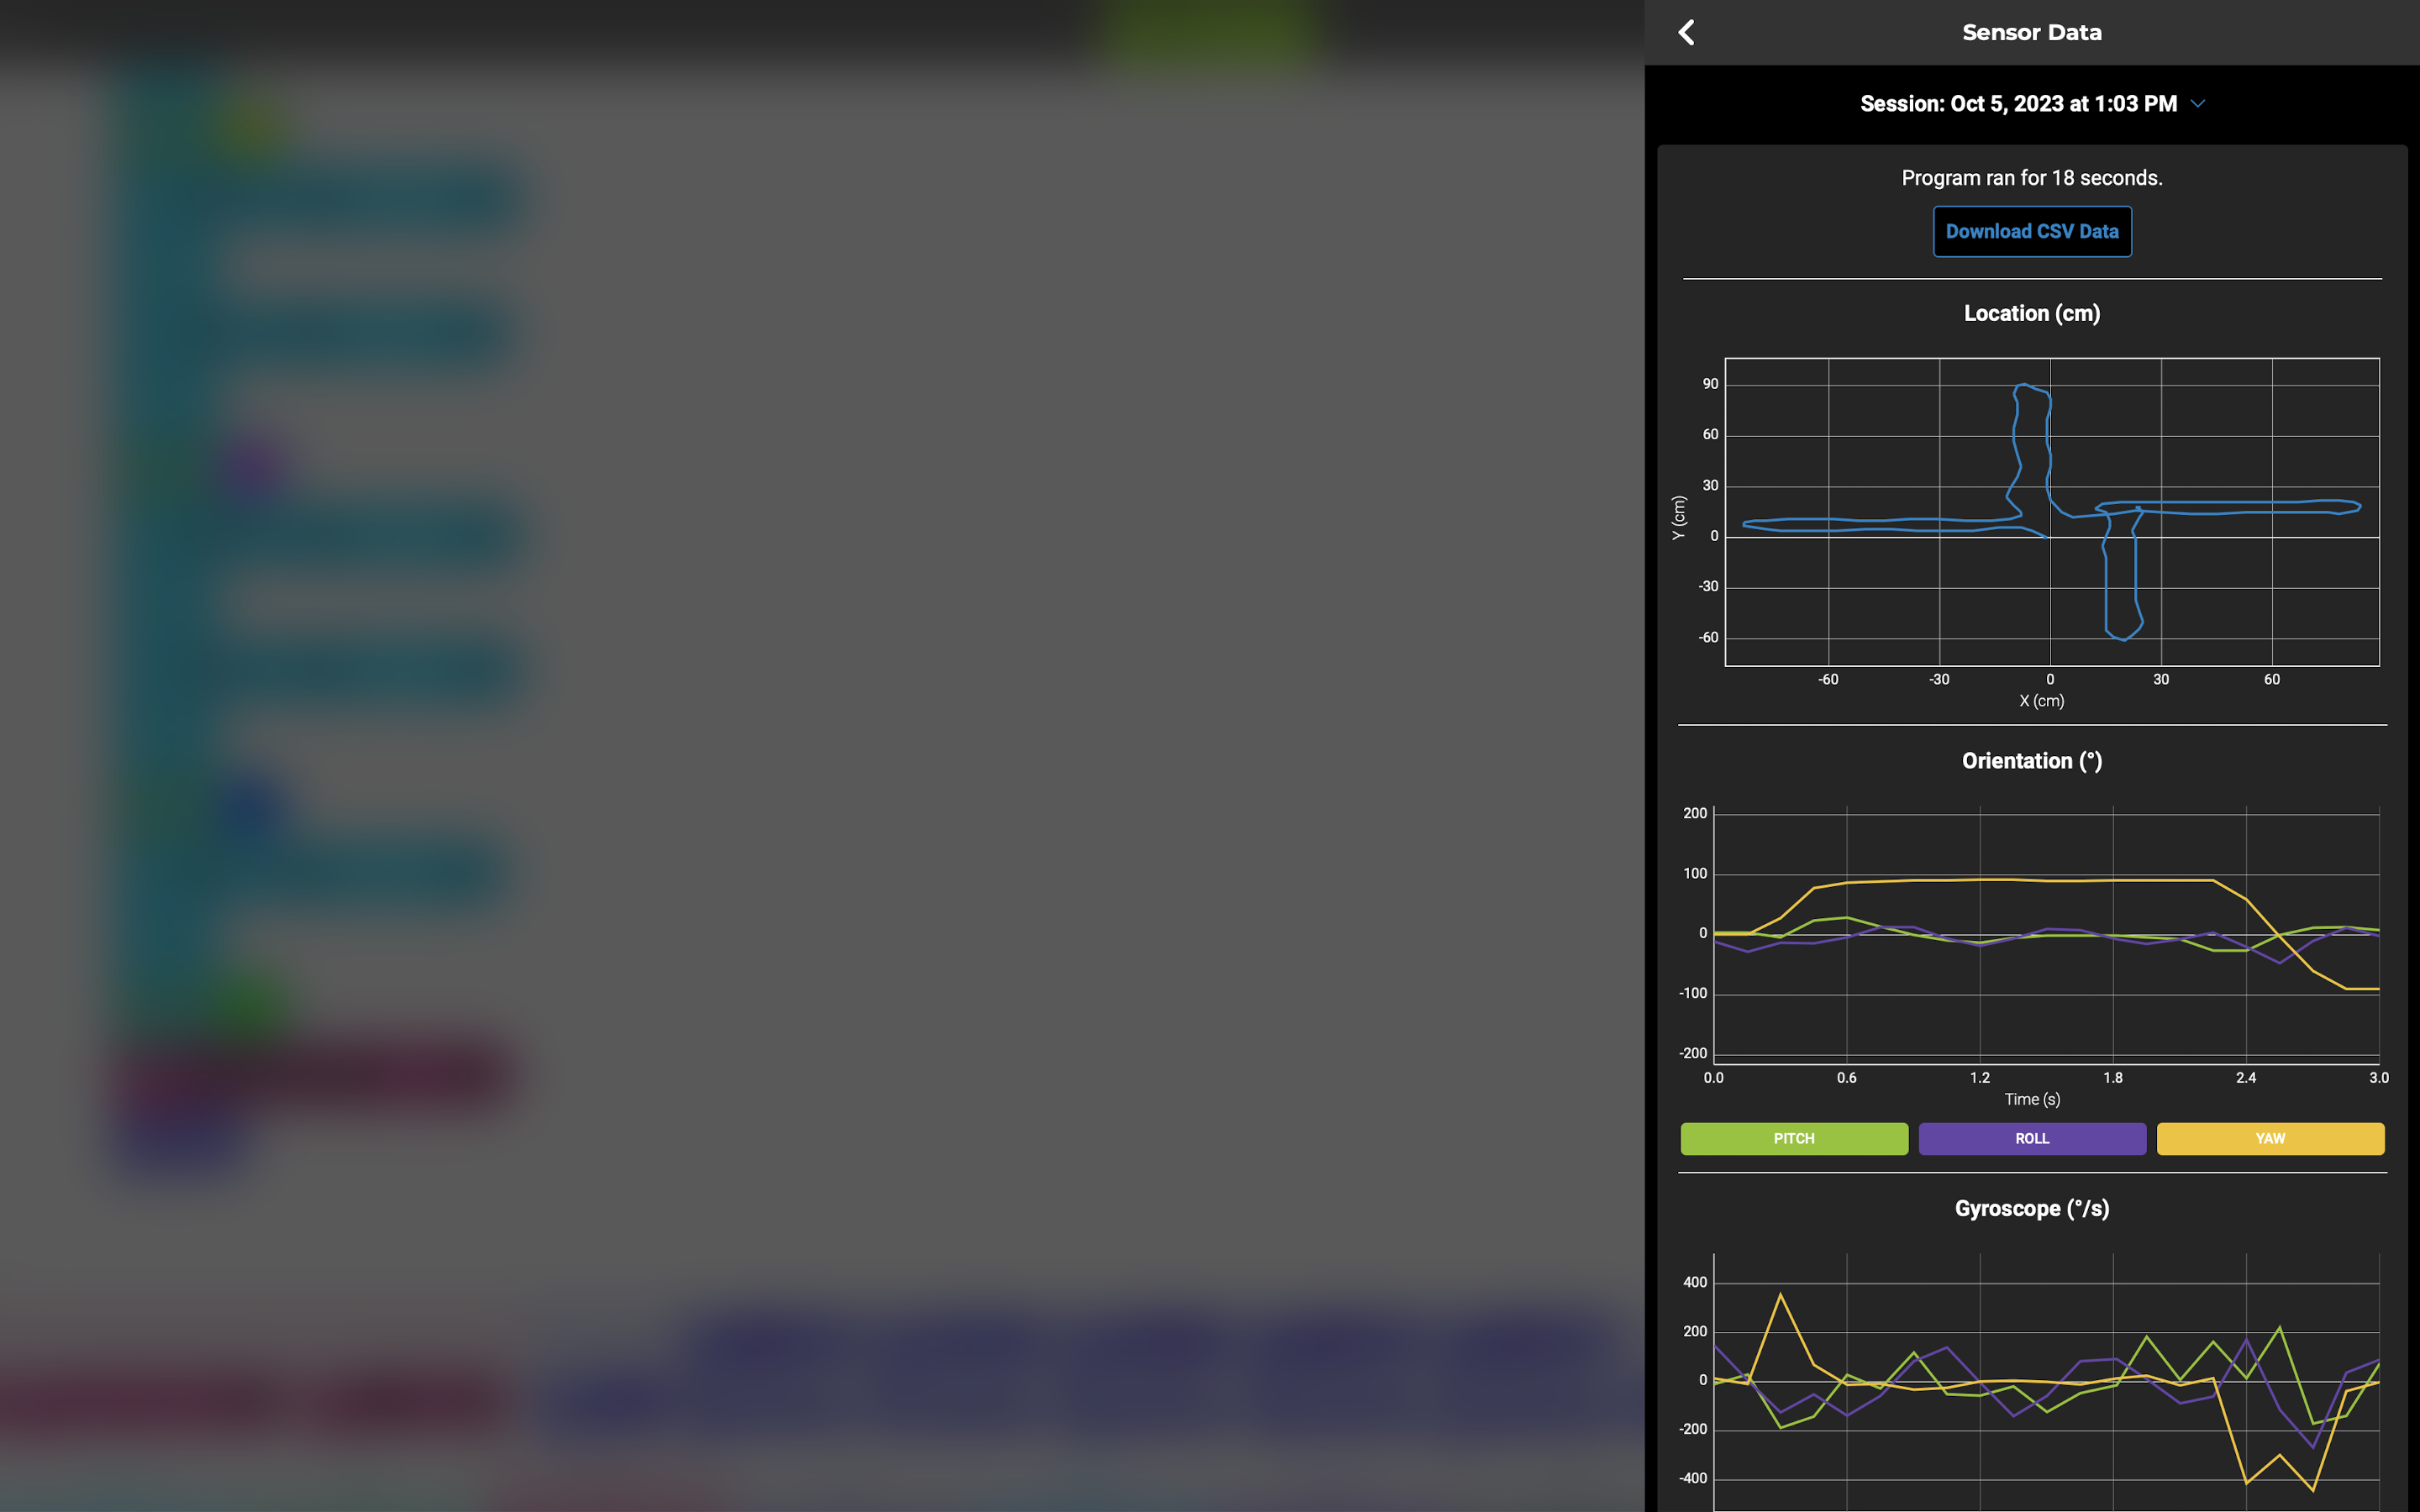 Sensor Data
Session: Oct 5, 2023 at 1:03 PM
Program ran for 18 seconds.
Download CSV Data
Location (cm)
90
60
30
0
-30
-60
Y (cm)
-60 -30 0 30 60
X (cm)
Orientation (°)
200
100
0
-100
-200
0.0 0.6 1.2 1.8 2.4 3.0
Time (s)
PITCH ROLL YAW
Gyroscope (°/s)
400
200
0
-200
-400